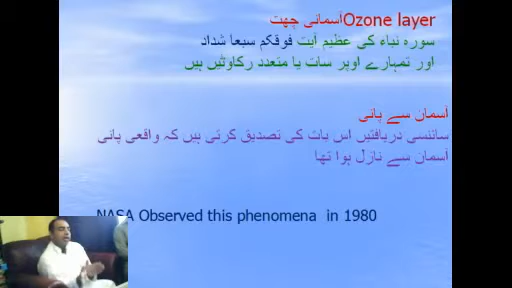 Ozone layer آسمانی چھت
سورہ نباء کی عظیم آیت فوقکم سبعا شداد
اور تمہارے اوپر سات یا متعدد رکاوٹیں ہیں
آسمان سے پانی
سائنسی دریافتیں اس بات کی تصدیق کرتی ہیں کہ واقعی پانی
آسمان سے نازل ہوا تھا
NASA Observed this phenomena in 1980